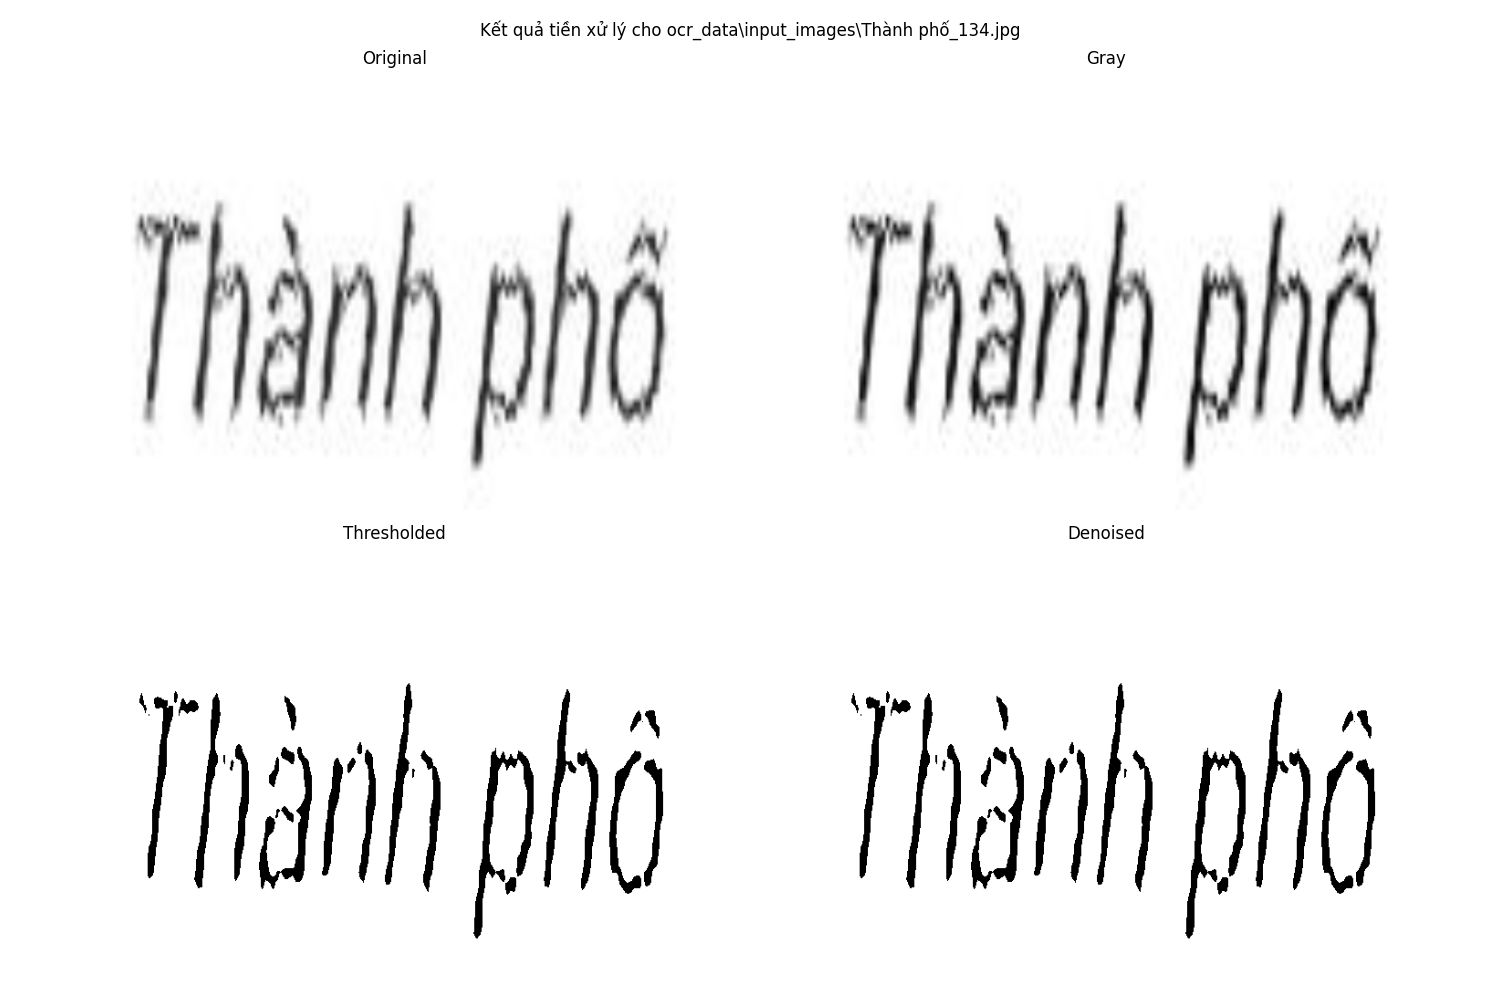 Kết quả tiền xử lý cho ocr_data\input_images\Thành phố_134.jpg
Original
Gray
Thành phố
Thành phố
Thresholded
Denoised
Thành phô
Thành phô